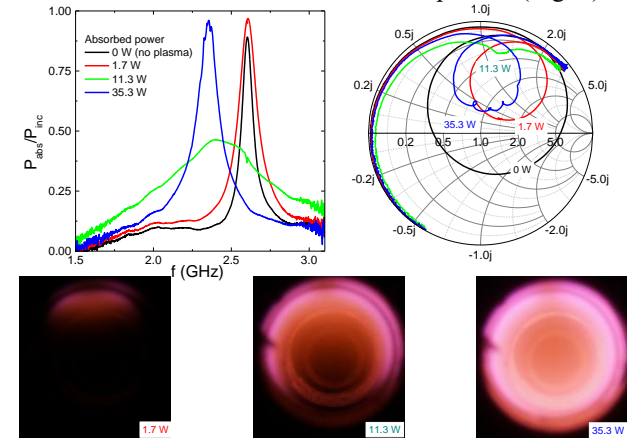 1.00
0.75
0.50
0.25
0.00
P_abs/P_inc
Absorbed power
0 W (no plasma)
1.7 W
11.3 W
35.3 W
1.5 2.0 2.5 3.0
f (GHz)
1.0j
0.5j 2.0j
0.2j 5.0j
11.3 W
35.3 W 1.7 W
0.2 0.5 1.0 2.0 5.0
0 W
-0.2j -5.0j
-0.5j -2.0j
-1.0j
1.7 W
11.3 W
35.3 W